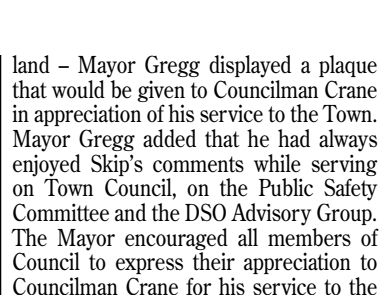 land – Mayor Gregg displayed a plaque
that would be given to Councilman Crane
in appreciation of his service to the Town.
Mayor Gregg added that he had always
enjoyed Skip's comments while serving
on Town Council, on the Public Safety
Committee and the DSO Advisory Group.
The Mayor encouraged all members of
Council to express their appreciation to
Councilman Crane for his service to the